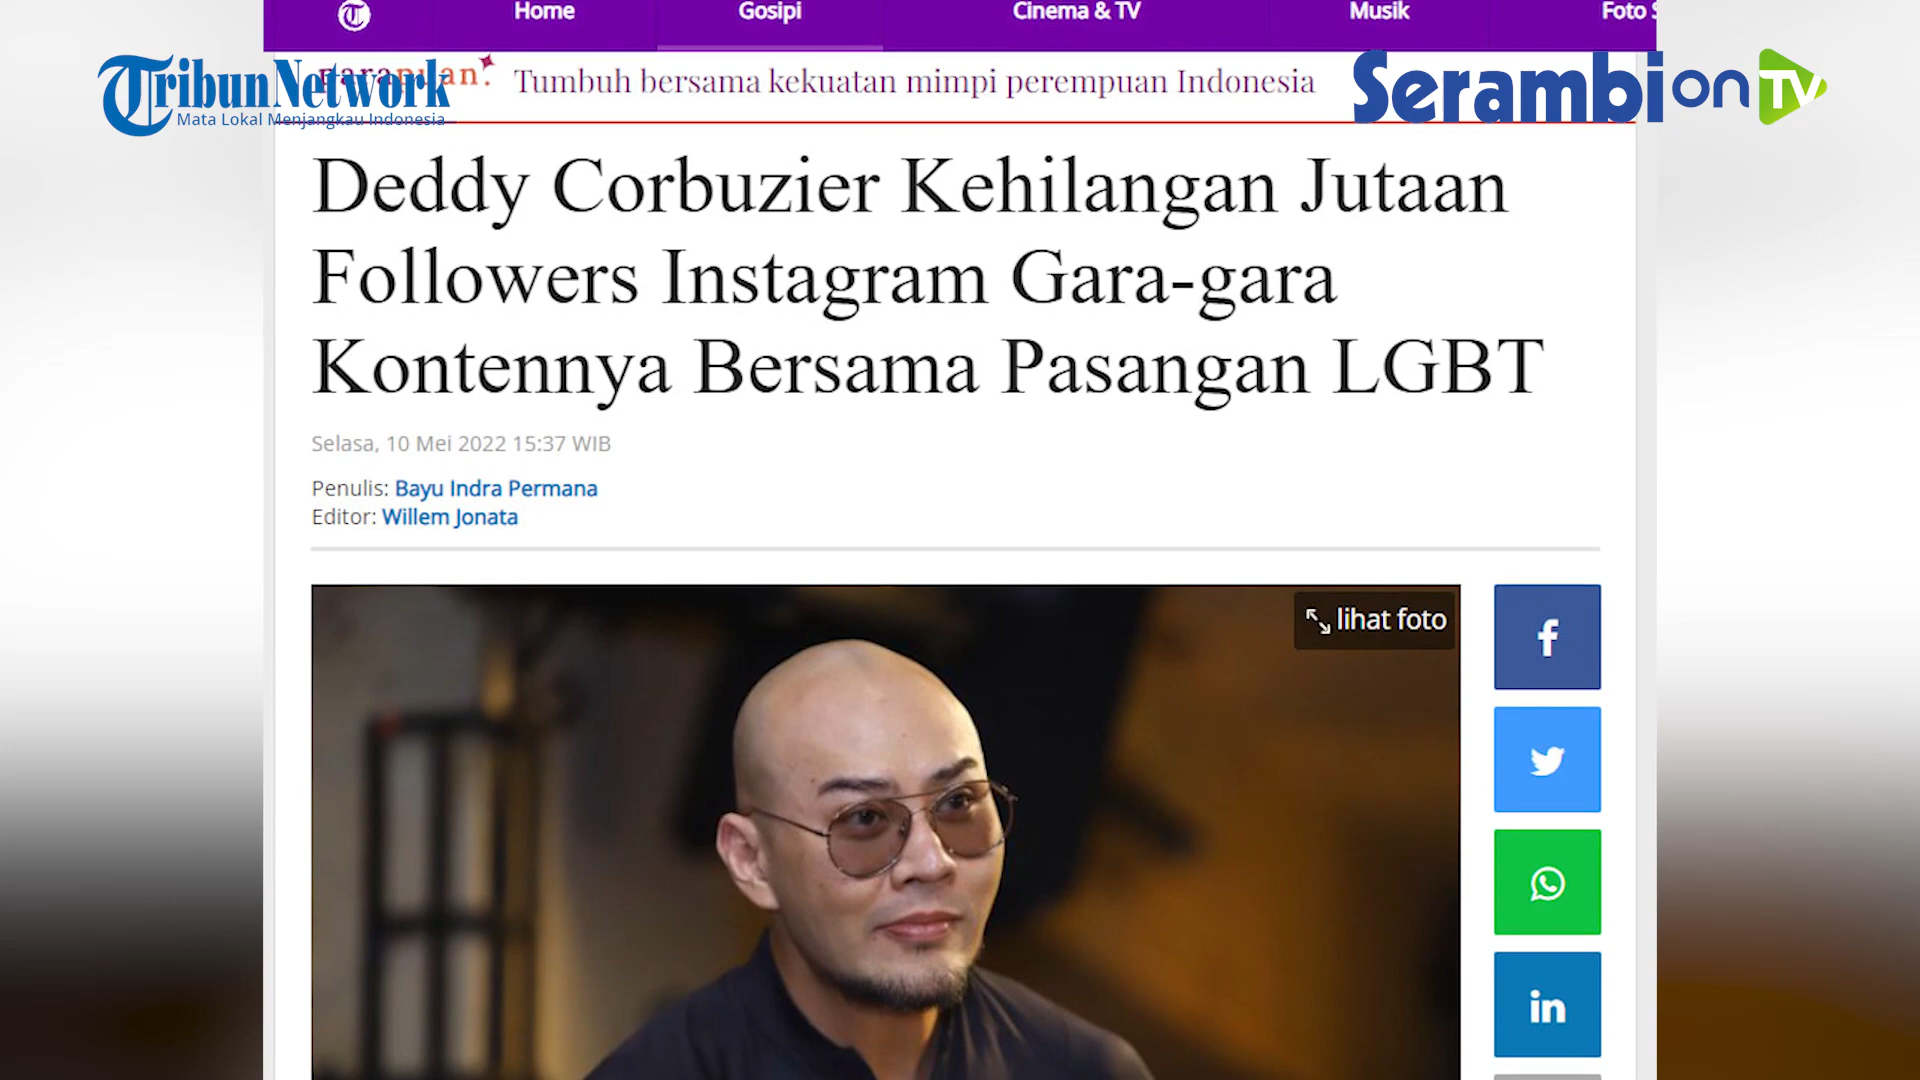 Home Gosipi Cinema & TV Musik Foto S
TribunNetwork
Mata Lokal Menjangkau Indonesia
parapuan.
Tumbuh bersama kekuatan mimpi perempuan Indonesia
Serambi on TV
Deddy Corbuzier Kehilangan Jutaan
Followers Instagram Gara-gara
Kontennya Bersama Pasangan LGBT
Selasa, 10 Mei 2022 15:37 WIB
Penulis: Bayu Indra Permana
Editor: Willem Jonata
lihat foto